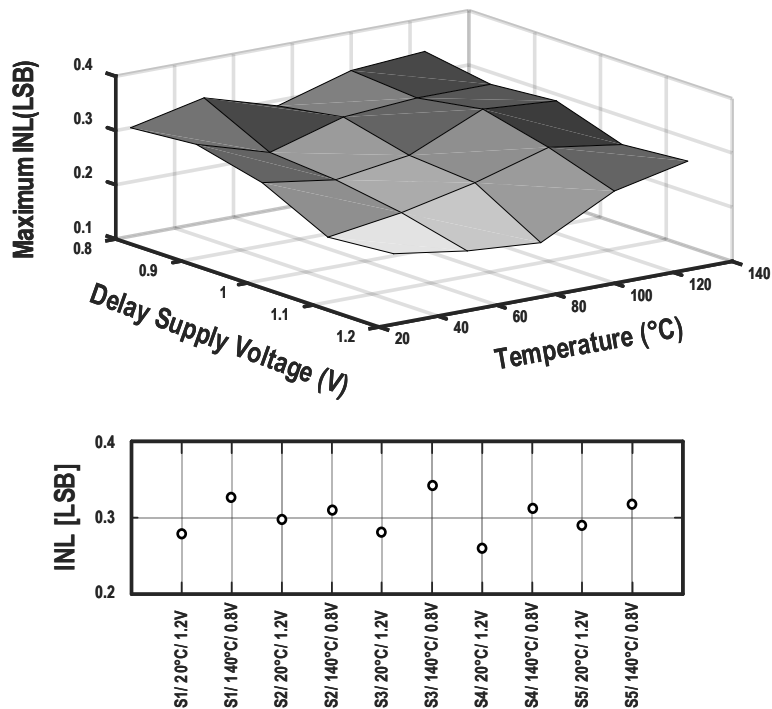 Maximum INL(LSB)
0.4
0.3
0.2
0.1
0.8
0.9
1
1.1
1.2
Delay Supply Voltage (V)
20
40
60
80
100
120
140
Temperature (°C)
INL [LSB]
0.4
0.3
0.2
S1/ 20°C/ 1.2V
S1/ 140°C/ 0.8V
S2/ 20°C/ 1.2V
S2/ 140°C/ 0.8V
S3/ 20°C/ 1.2V
S3/ 140°C/ 0.8V
S4/ 20°C/ 1.2V
S4/ 140°C/ 0.8V
S5/ 20°C/ 1.2V
S5/ 140°C/ 0.8V